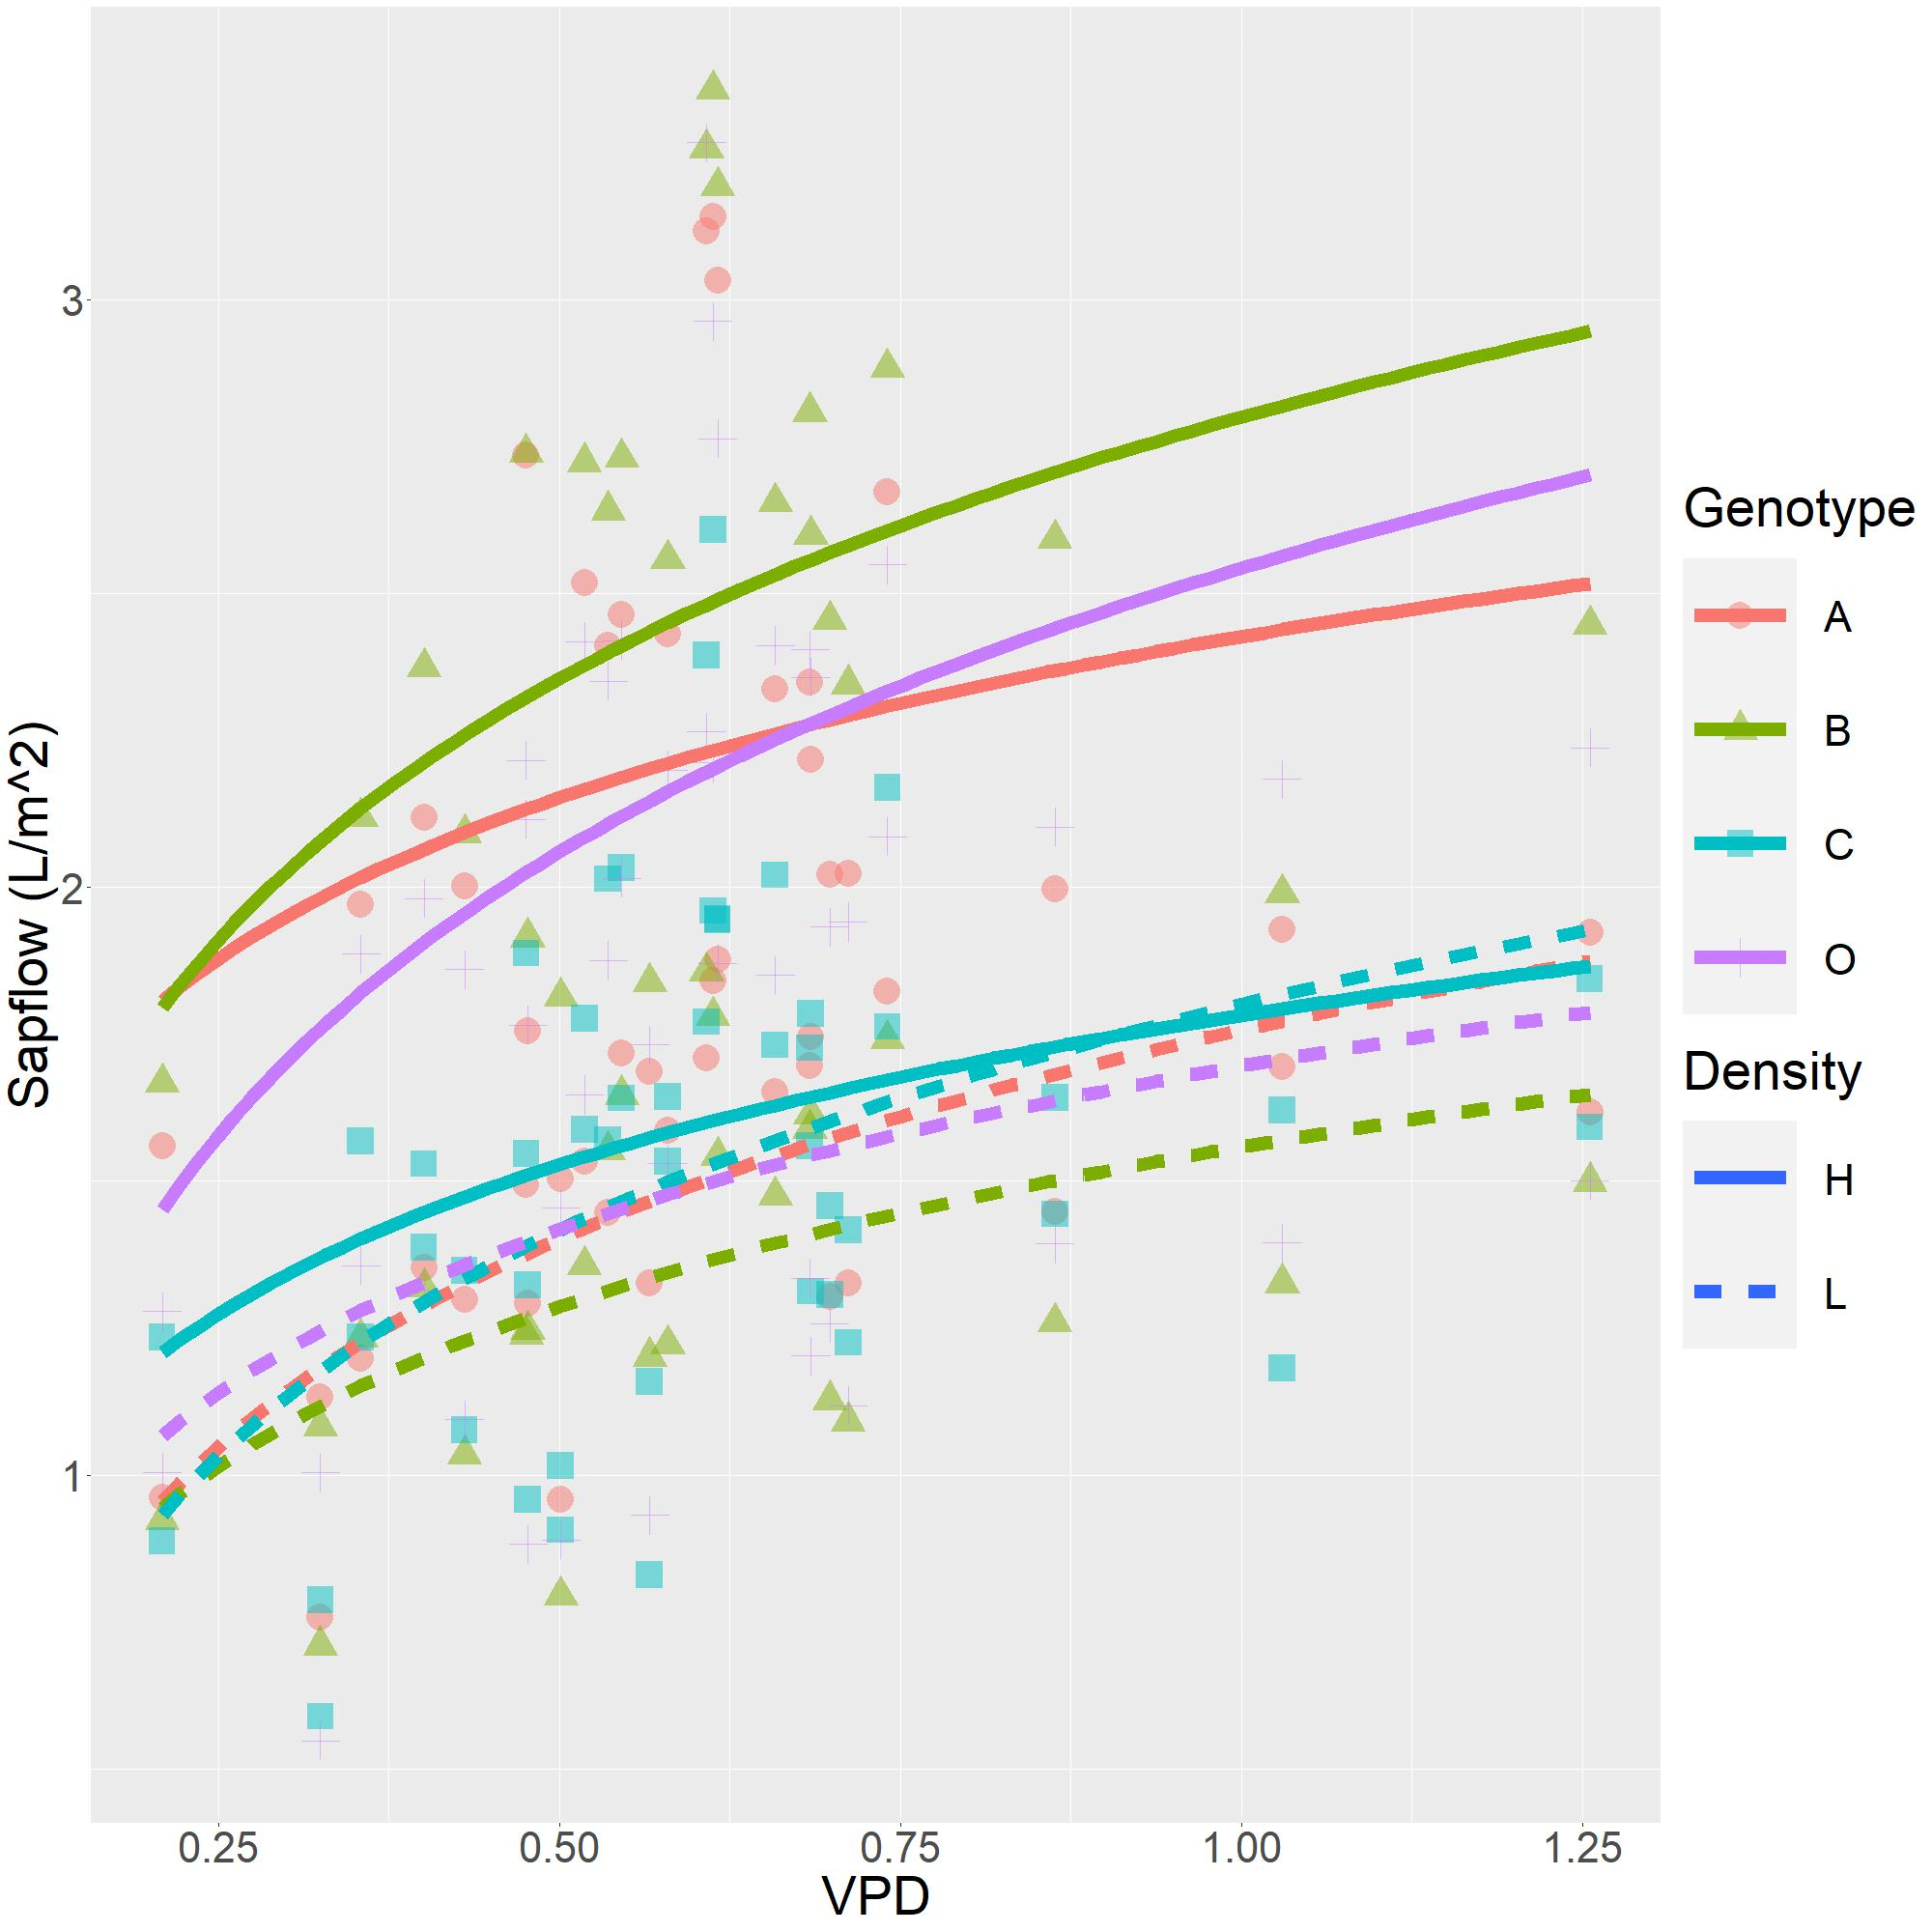 Sapflow (L/m^2)
3
2
1
0.25 0.50 0.75 1.00 1.25
VPD
Genotype
A
B
C
O
Density
H
L